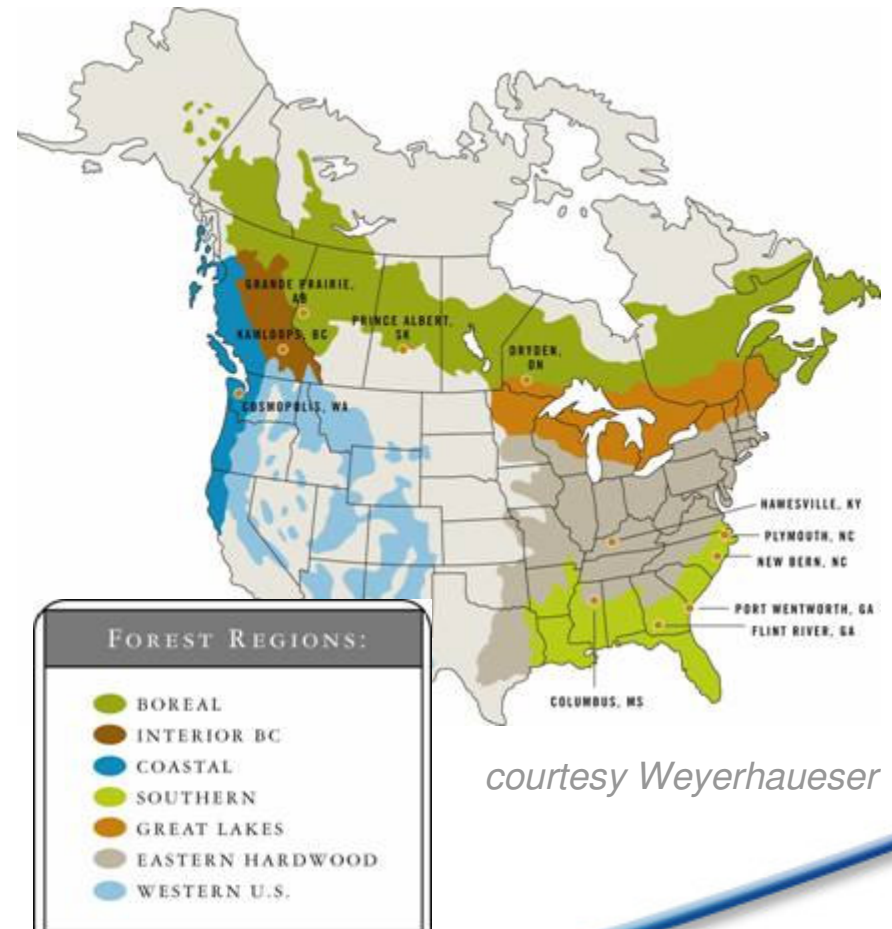 GRANDE PRAIRIE,
AB
KAMLOOPS, BC
PRINCE ALBERT,
SK
DRYDEN,
ON
COSMOPOLIS, WA
HAWESVILLE, KY
PLYMOUTH, NC
NEW BERN, NC
PORT WENTWORTH, GA
FLINT RIVER, GA
COLUMBUS, MS
FOREST REGIONS:
BOREAL
INTERIOR BC
COASTAL
SOUTHERN
GREAT LAKES
EASTERN HARDWOOD
WESTERN U.S.
courtesy Weyerhaueser